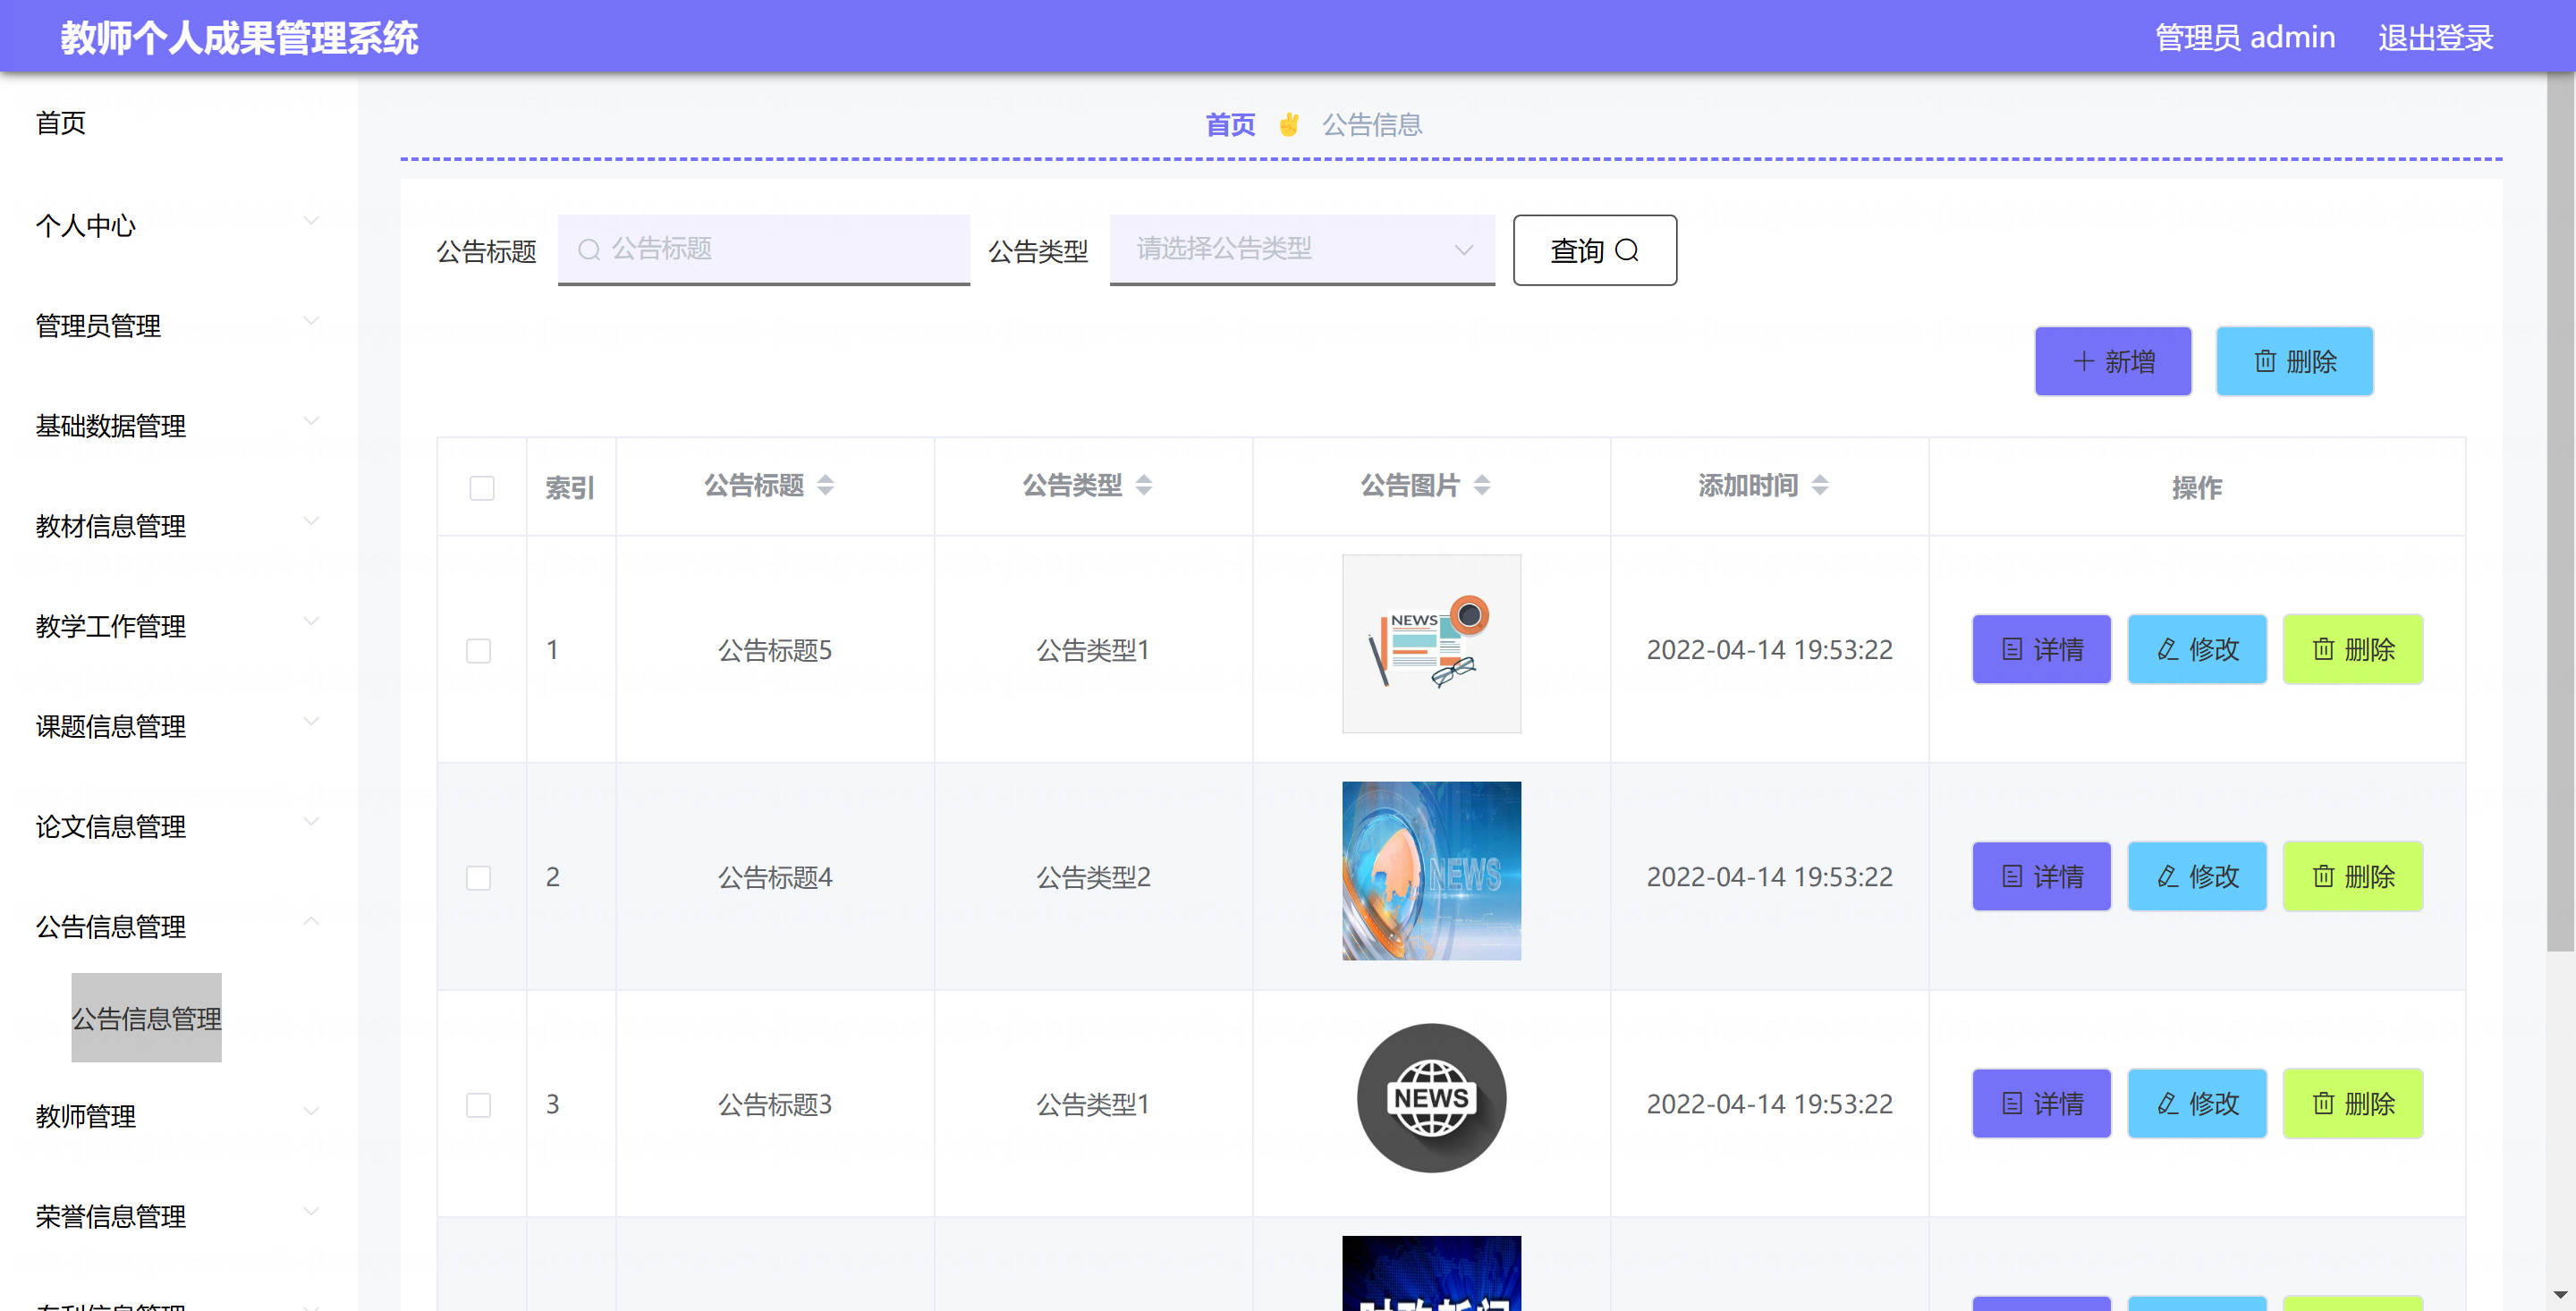 教师个人成果管理系统
管理员 admin 退出登录
首页
个人中心
管理员管理
基础数据管理
教材信息管理
教学工作管理
课题信息管理
论文信息管理
公告信息管理
公告信息管理
教师管理
荣誉信息管理
专利信息管理
首页 公告信息
公告标题 公告标题 公告类型 请选择公告类型 查询
新增 删除
索引 公告标题 公告类型 公告图片 添加时间 操作
1 公告标题5 公告类型1 NEWS 2022-04-14 19:53:22 详情 修改 删除
2 公告标题4 公告类型2 NEWS 2022-04-14 19:53:22 详情 修改 删除
3 公告标题3 公告类型1 NEWS 2022-04-14 19:53:22 详情 修改 删除